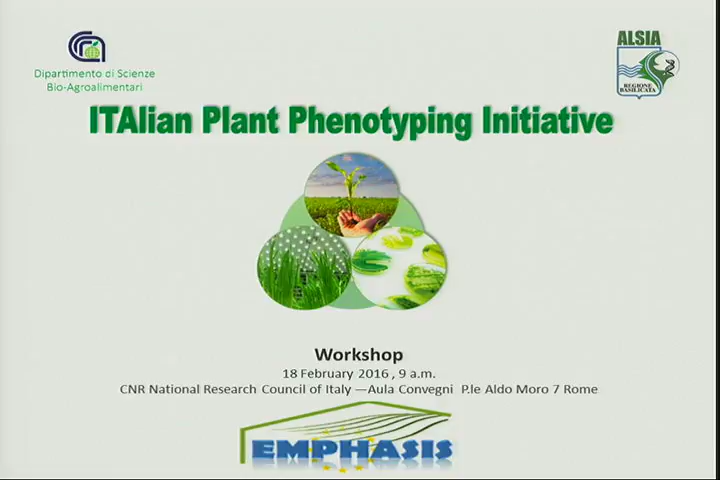 ALSIA
Dipartimento di Scienze
Bio-Agroalimentari
REGIONE
BASILICATA
ITAlian Plant Phenotyping Initiative
Workshop
18 February 2016 , 9 a.m.
CNR National Research Council of Italy —Aula Convegni P.le Aldo Moro 7 Rome
EMPHASIS